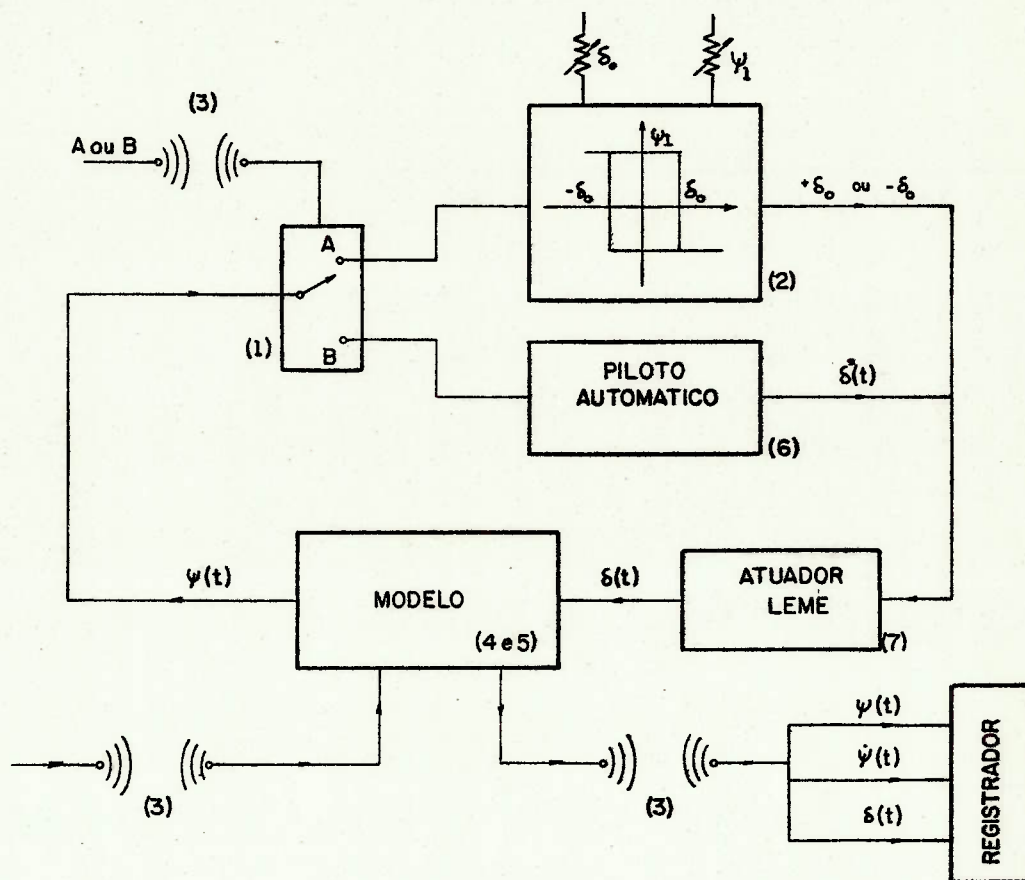 δ₀
ψ₁
(3)
A ou B
ψ₁
-δ₀
δ₀
+δ₀ ou -δ₀
(2)
A
(1)
B
PILOTO
AUTOMATICO
δ*(t)
(6)
ψ(t)
MODELO
(4 e 5)
δ(t)
ATUADOR
LEME
(7)
(3)
(3)
ψ(t)
ψ̇(t)
δ(t)
REGISTRADOR